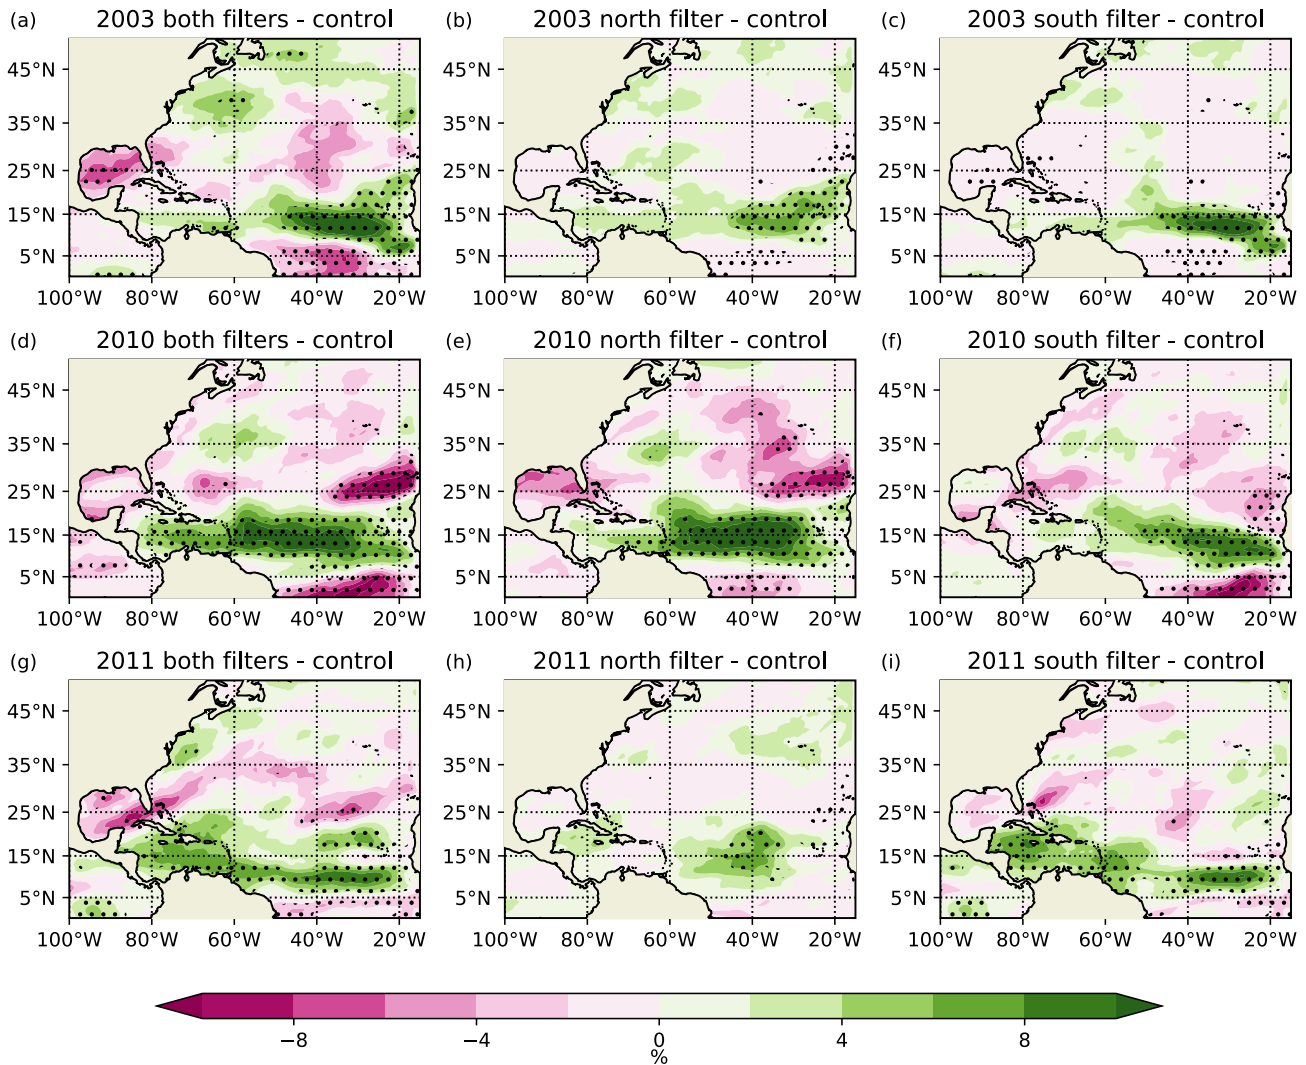 (a) 2003 both filters - control
(b) 2003 north filter - control
(c) 2003 south filter - control
45°N 45°N 45°N
35°N 35°N 35°N
25°N 25°N 25°N
15°N 15°N 15°N
5°N 5°N 5°N
100°W 80°W 60°W 40°W 20°W 100°W 80°W 60°W 40°W 20°W 100°W 80°W 60°W 40°W 20°W
(d) 2010 both filters - control
(e) 2010 north filter - control
(f) 2010 south filter - control
45°N 45°N 45°N
35°N 35°N 35°N
25°N 25°N 25°N
15°N 15°N 15°N
5°N 5°N 5°N
100°W 80°W 60°W 40°W 20°W 100°W 80°W 60°W 40°W 20°W 100°W 80°W 60°W 40°W 20°W
(g) 2011 both filters - control
(h) 2011 north filter - control
(i) 2011 south filter - control
45°N 45°N 45°N
35°N 35°N 35°N
25°N 25°N 25°N
15°N 15°N 15°N
5°N 5°N 5°N
100°W 80°W 60°W 40°W 20°W 100°W 80°W 60°W 40°W 20°W 100°W 80°W 60°W 40°W 20°W
−8 −4 0 4 8
%